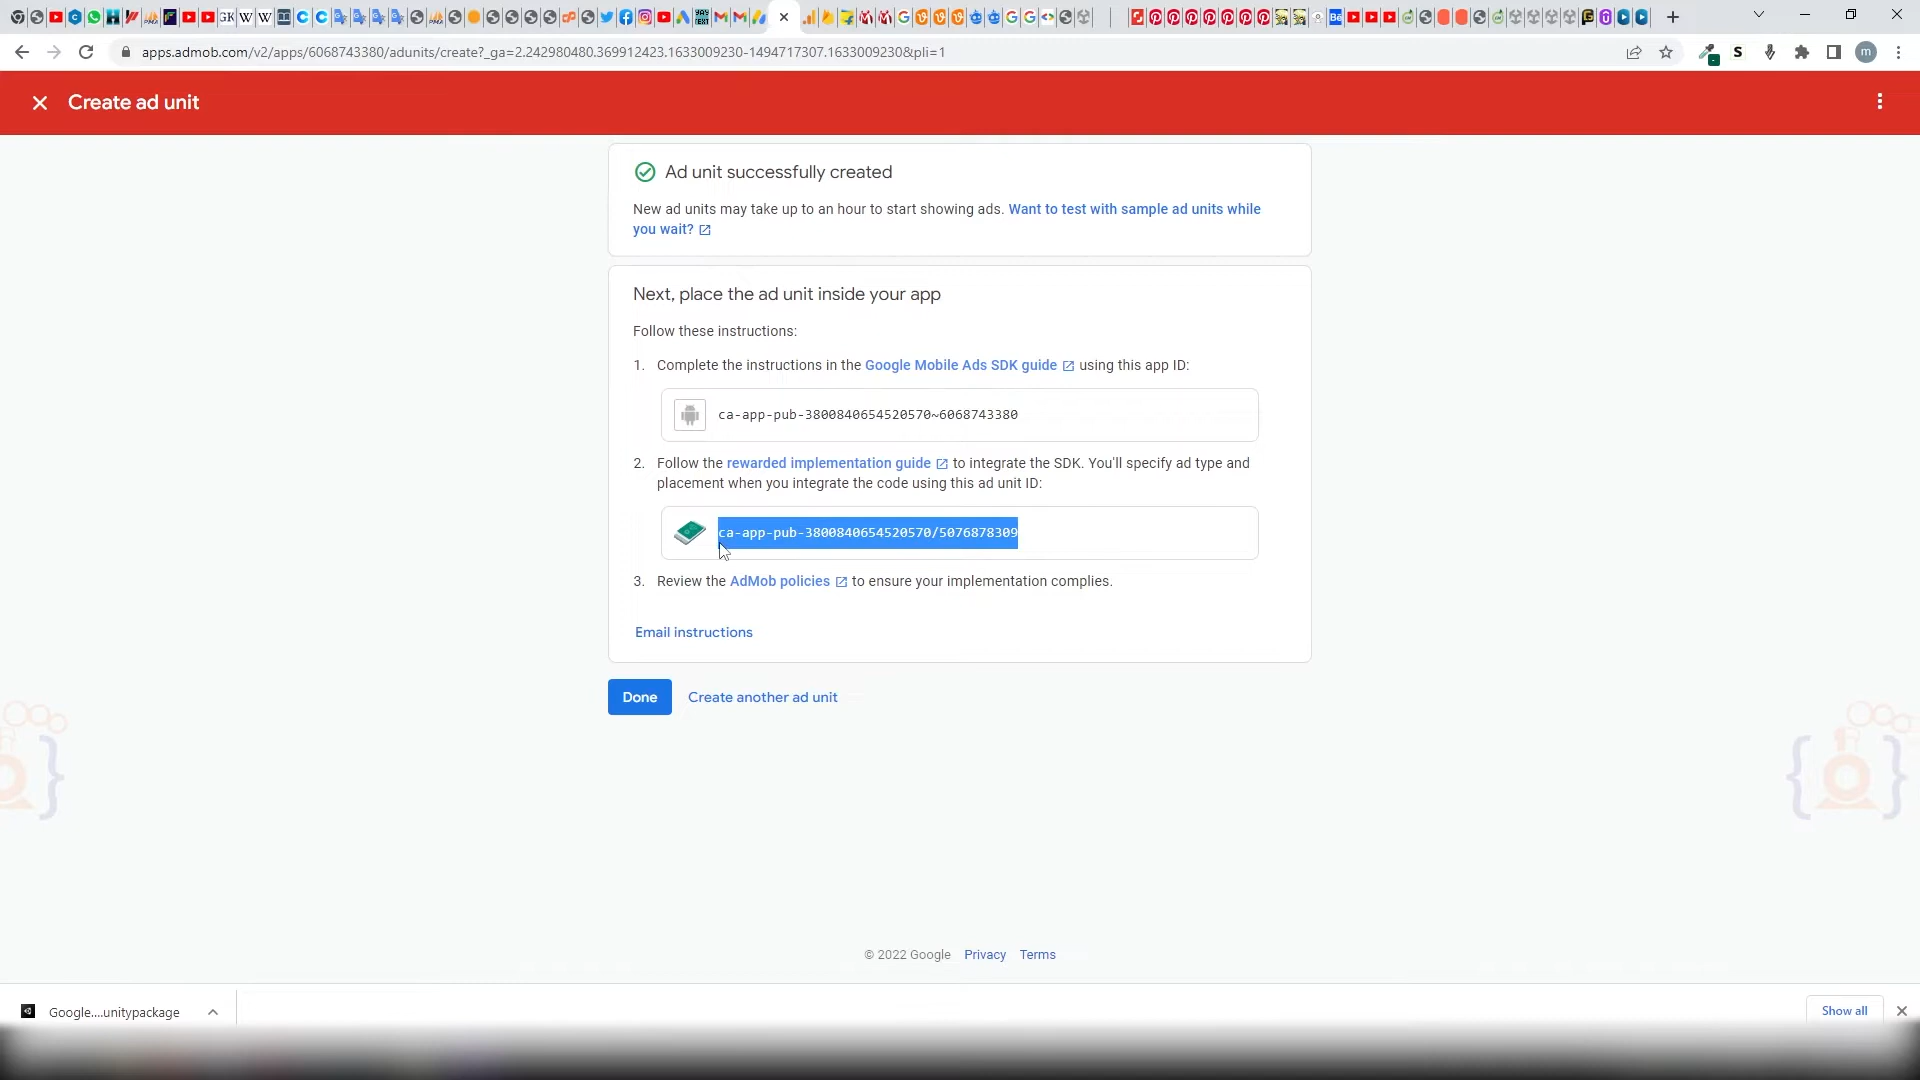 apps.admob.com/v2/apps/6068743380/adunits/create?_ga=2.242980480.369912423.1633009230-1494717307.1633009230&pli=1
Create ad unit
Ad unit successfully created
New ad units may take up to an hour to start showing ads. Want to test with sample ad units while
you wait?
Next, place the ad unit inside your app
Follow these instructions:
1. Complete the instructions in the Google Mobile Ads SDK guide using this app ID:
ca-app-pub-3800840654520570~6068743380
2. Follow the rewarded implementation guide to integrate the SDK. You'll specify ad type and
placement when you integrate the code using this ad unit ID:
ca-app-pub-3800840654520570/5076878309
3. Review the AdMob policies to ensure your implementation complies.
Email instructions
Done Create another ad unit
© 2022 Google Privacy Terms
Google....unitypackage
Show all